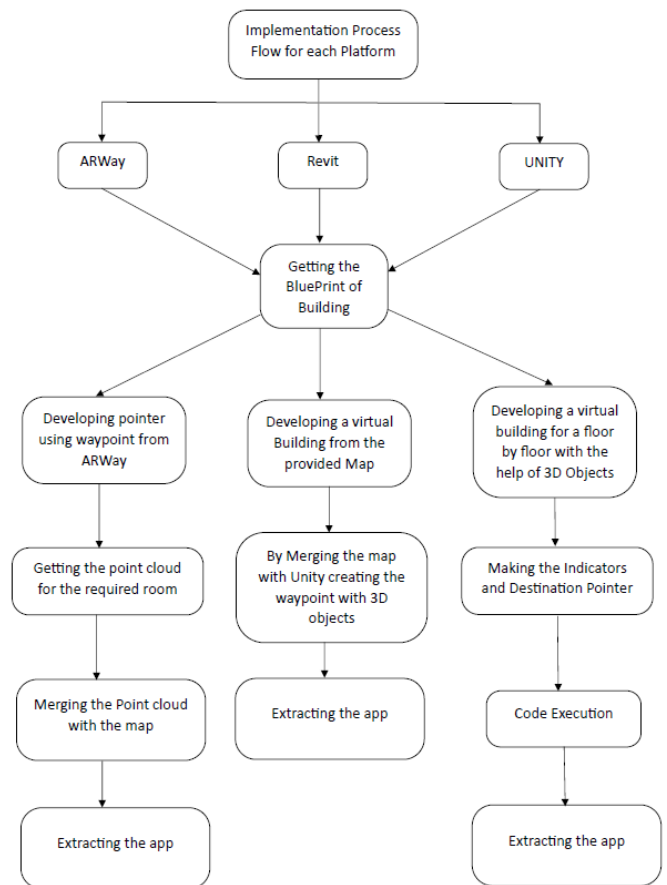 Implementation Process
Flow for each Platform
ARWay
Revit
UNITY
Getting the
BluePrint of
Building
Developing pointer
using waypoint from
ARWay
Developing a virtual
Building from the
provided Map
Developing a virtual
building for a floor
by floor with the
help of 3D Objects
Getting the point cloud
for the required room
By Merging the map
with Unity creating the
waypoint with 3D
objects
Making the Indicators
and Destination Pointer
Merging the Point cloud
with the map
Extracting the app
Code Execution
Extracting the app
Extracting the app